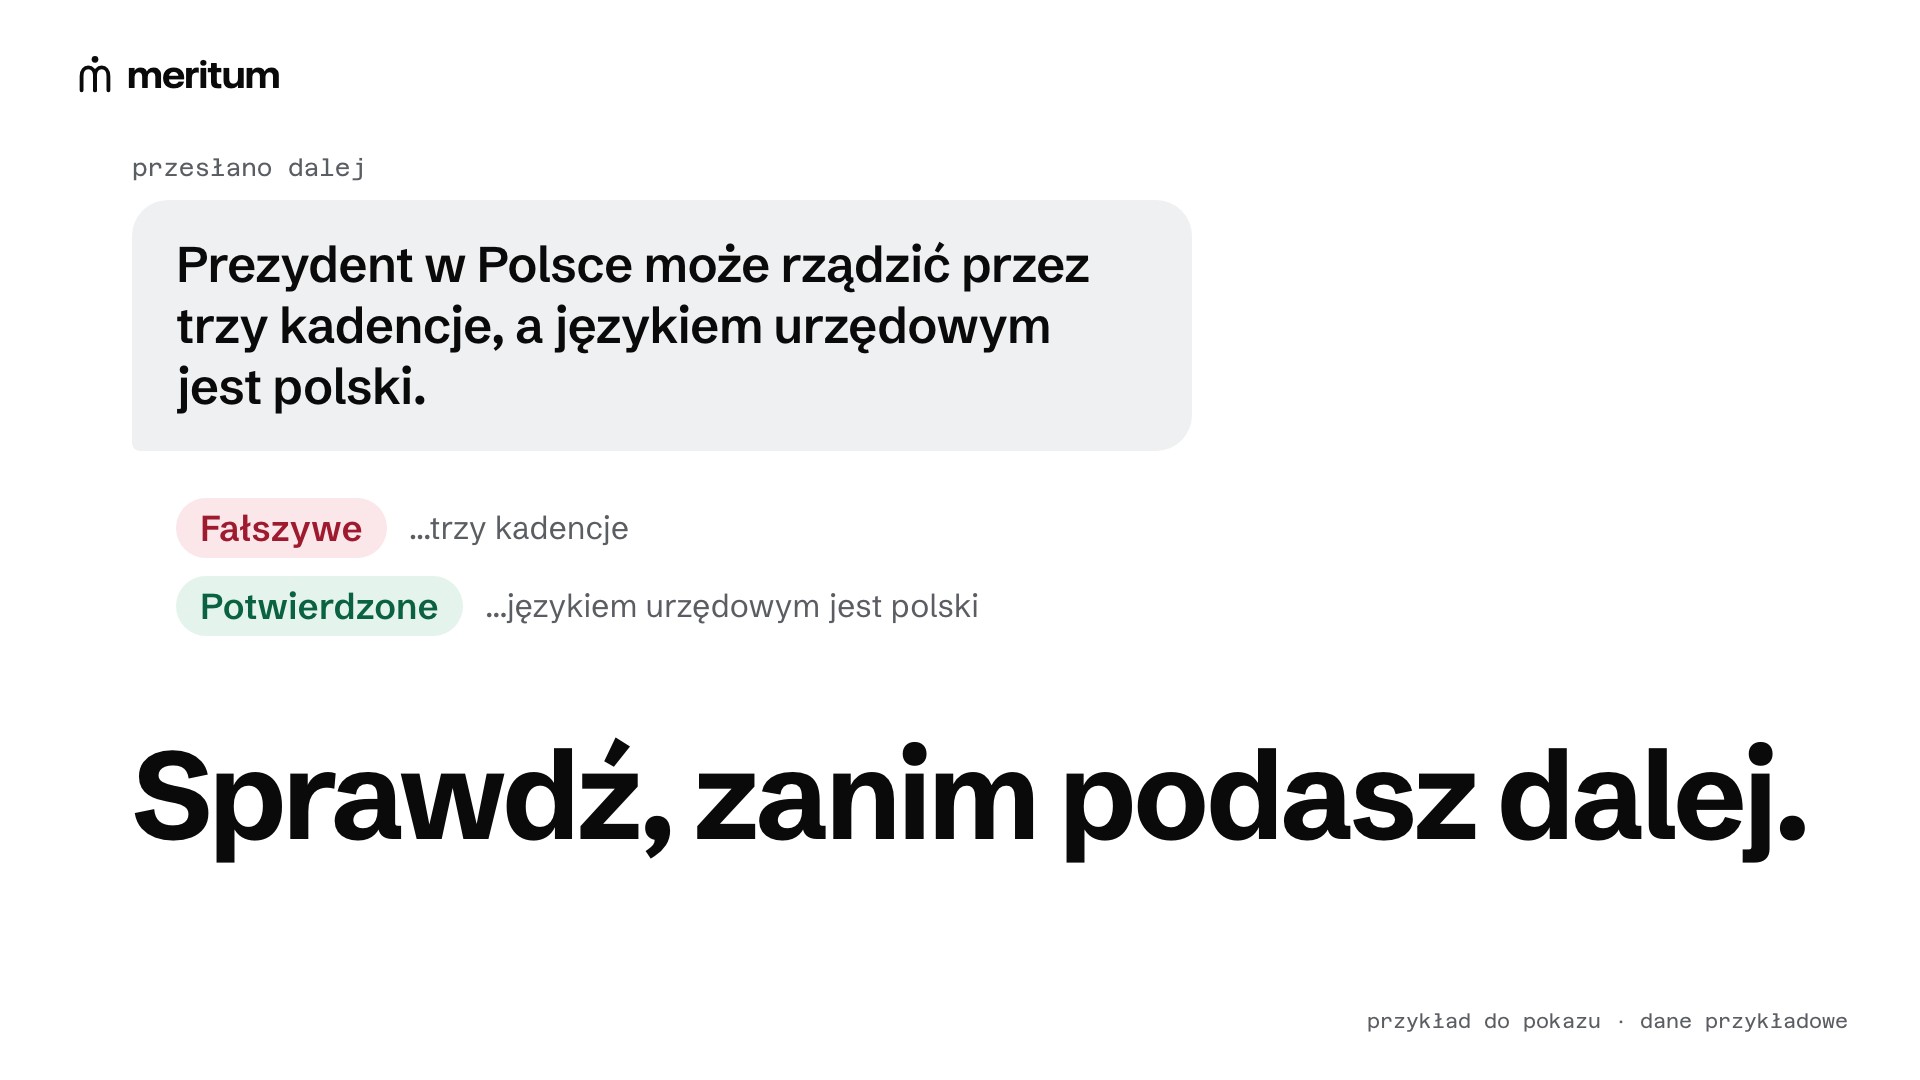 meritum
przesłano dalej
Prezydent w Polsce może rządzić przez
trzy kadencje, a językiem urzędowym
jest polski.
Fałszywe ...trzy kadencje
Potwierdzone ...językiem urzędowym jest polski
Sprawdź, zanim podasz dalej.
przykład do pokazu · dane przykładowe